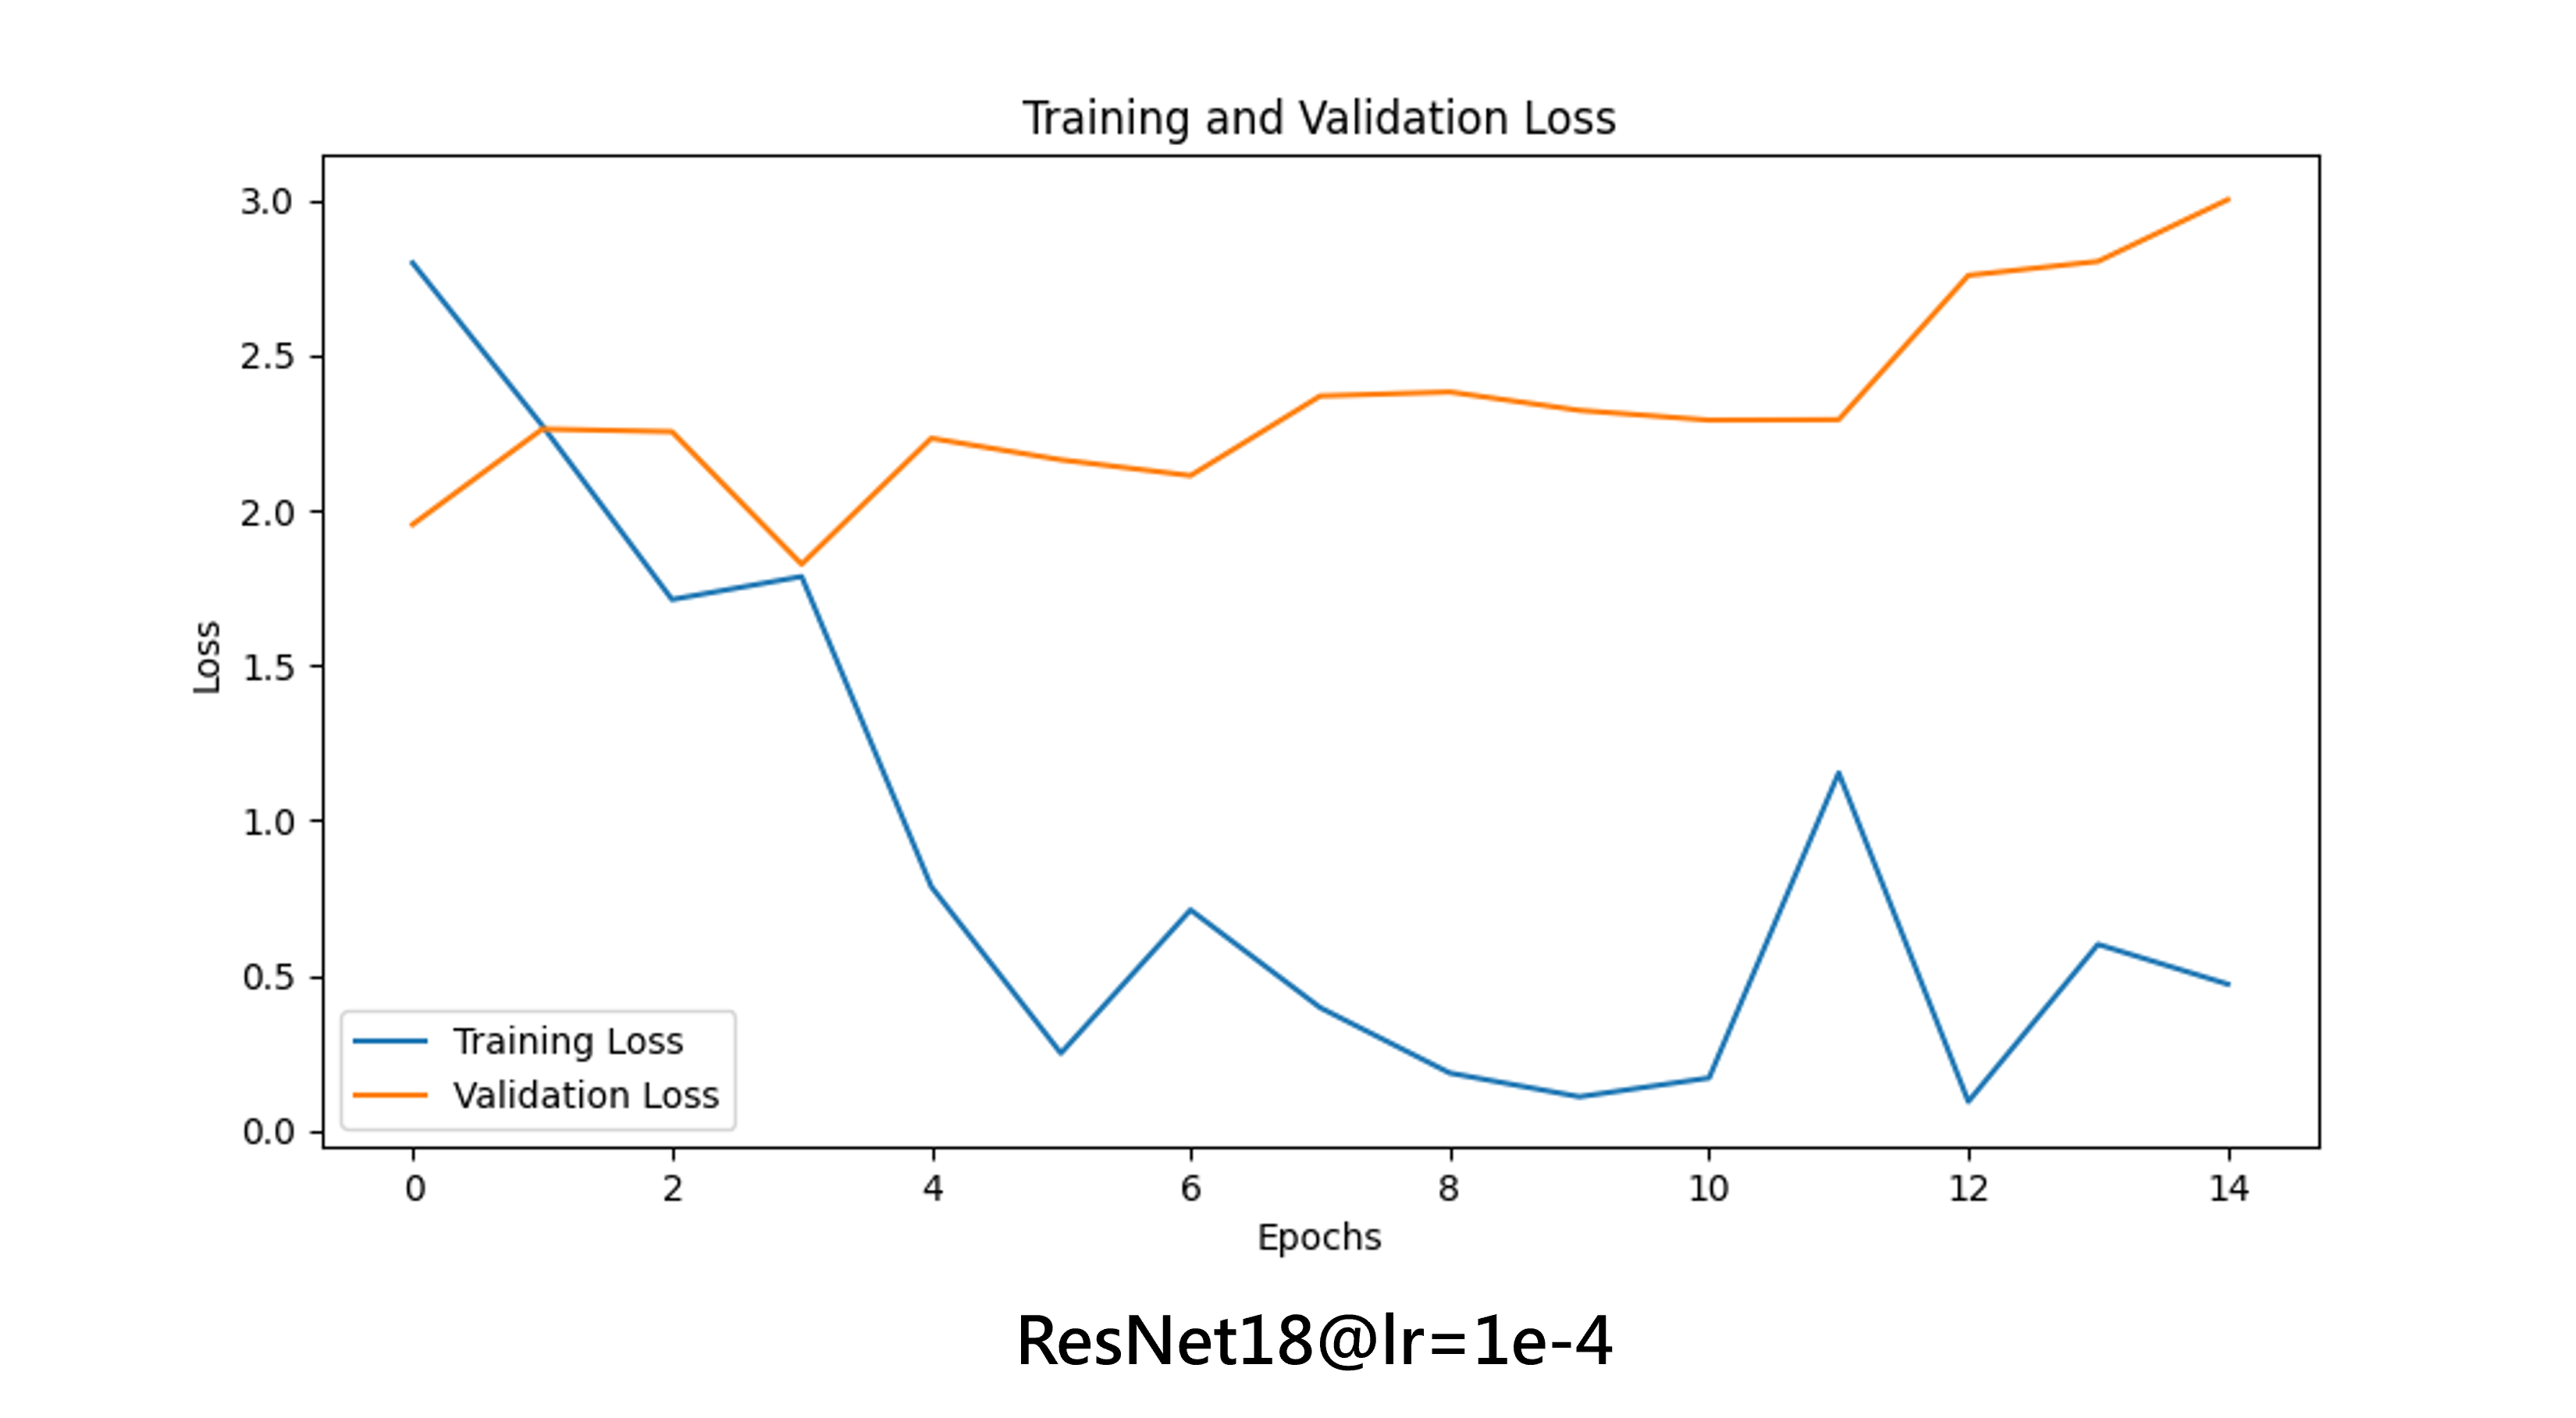 Training and Validation Loss
3.0
2.5
2.0
1.5
1.0
0.5
0.0
Loss
Training Loss
Validation Loss
0 2 4 6 8 10 12 14
Epochs
ResNet18@lr=1e-4